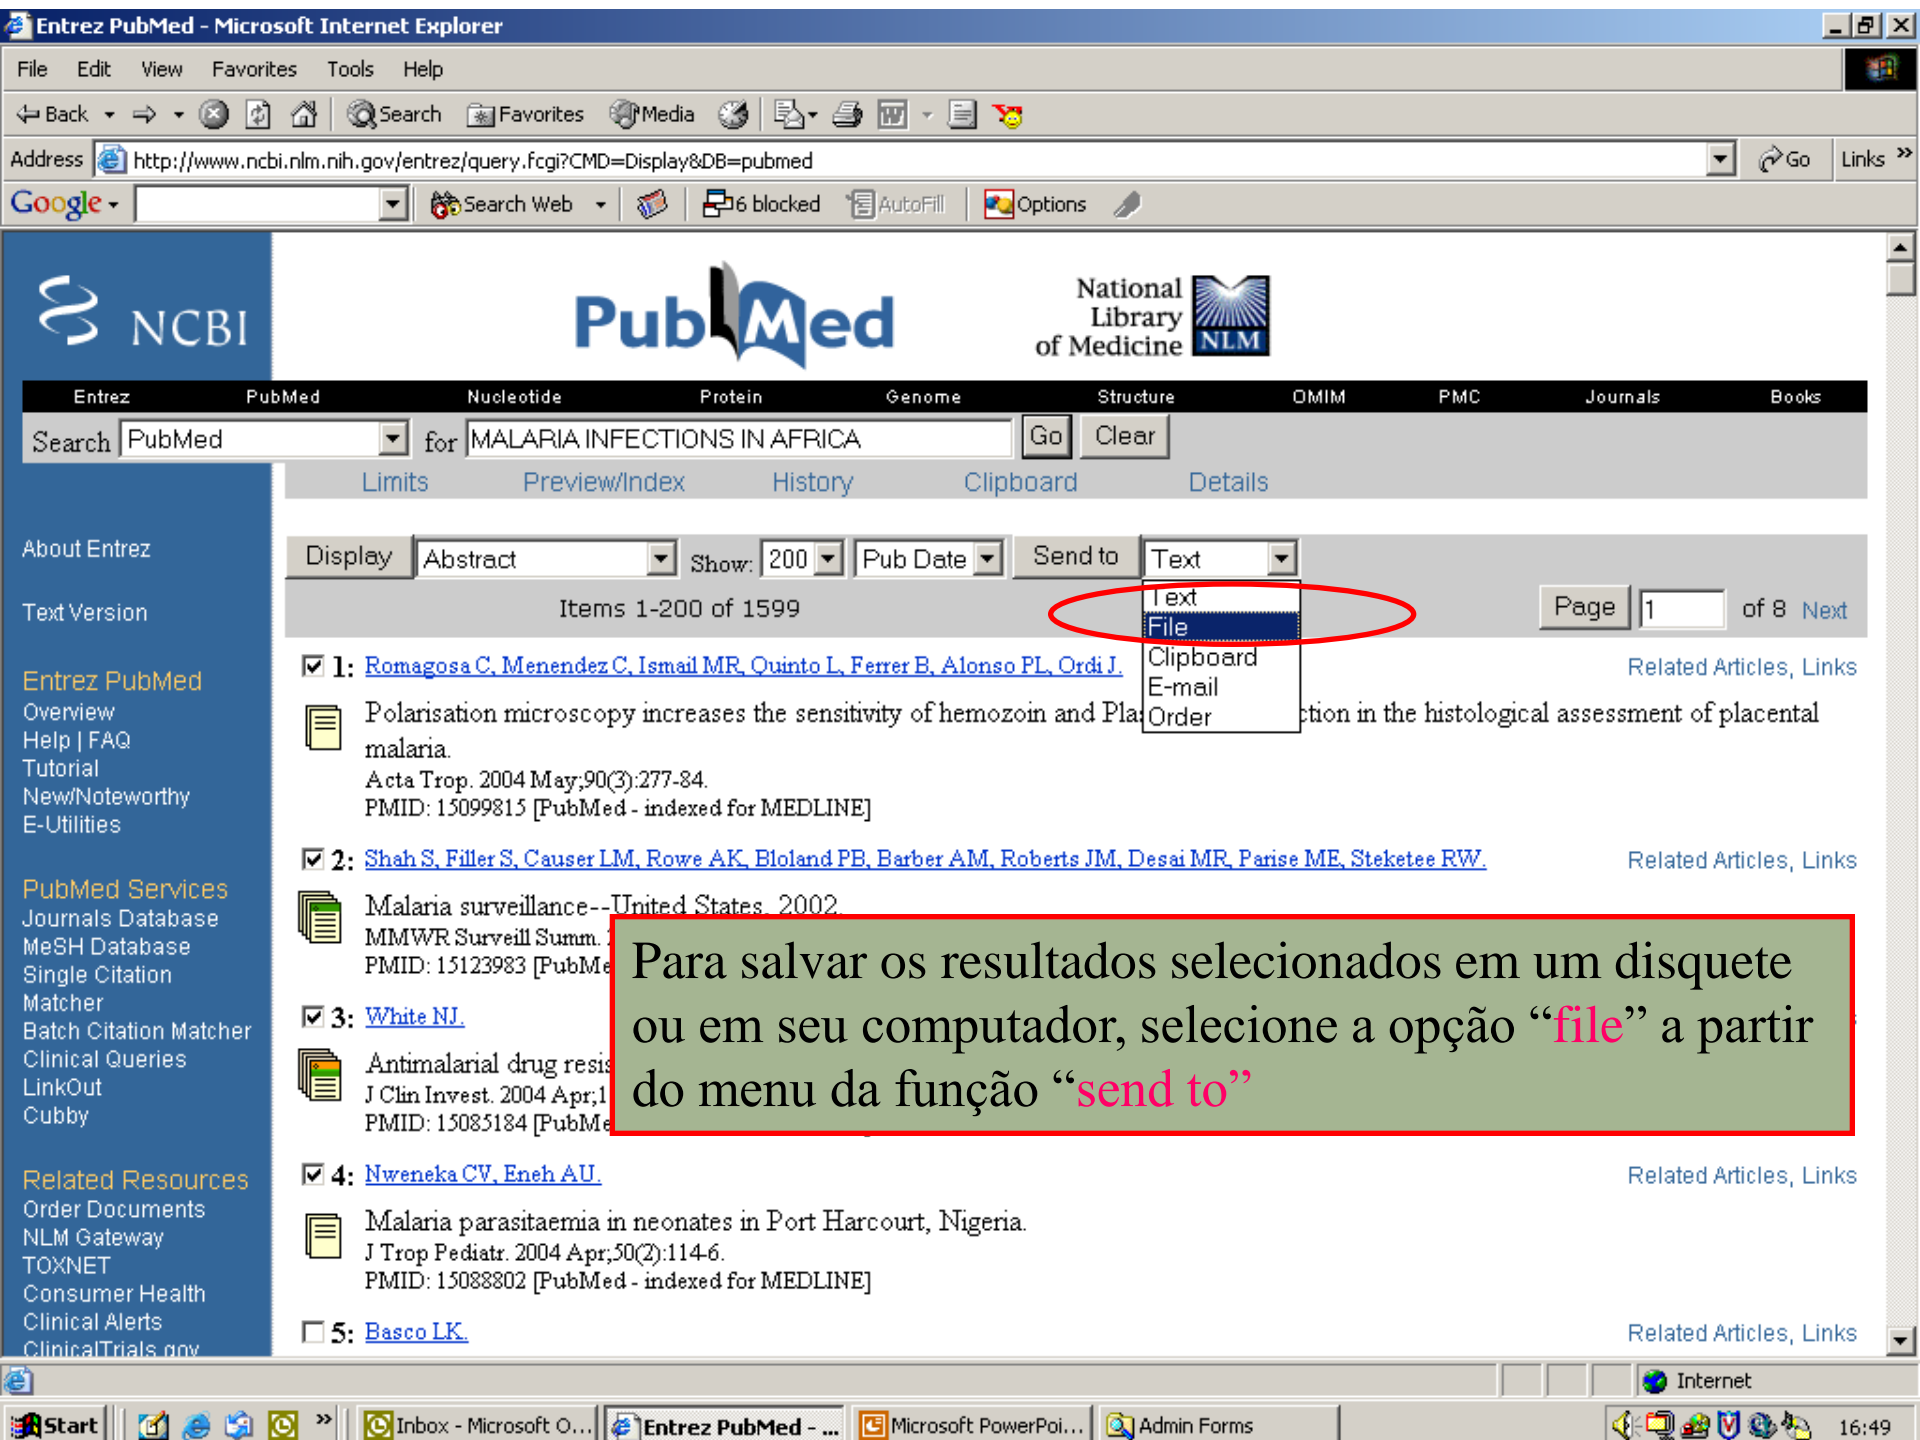 Entrez PubMed - Microsoft Internet Explorer
File Edit View Favorites Tools Help
Back Search Favorites Media
Address http://www.ncbi.nlm.nih.gov/entrez/query.fcgi?CMD=Display&DB=pubmed Go Links »
Google Search Web 6 blocked AutoFill Options
NCBI
PubMed
National
Library
of Medicine NLM
Entrez PubMed Nucleotide Protein Genome Structure OMIM PMC Journals Books
Search PubMed for MALARIA INFECTIONS IN AFRICA Go Clear
Limits Preview/Index History Clipboard Details
Display Abstract Show: 200 Pub Date Send to Text
Items 1-200 of 1599
Page 1 of 8 Next
Text
File
Clipboard
E-mail
Order
About Entrez
Text Version
Entrez PubMed
Overview
Help | FAQ
Tutorial
New/Noteworthy
E-Utilities
PubMed Services
Journals Database
MeSH Database
Single Citation
Matcher
Batch Citation Matcher
Clinical Queries
LinkOut
Cubby
Related Resources
Order Documents
NLM Gateway
TOXNET
Consumer Health
Clinical Alerts
ClinicalTrials.gov
1: Romagosa C, Menendez C, Ismail MR, Quinto L, Ferrer B, Alonso PL, Ordi J. Related Articles, Links
Polarisation microscopy increases the sensitivity of hemozoin and Pla ction in the histological assessment of placental
malaria.
Acta Trop. 2004 May;90(3):277-84.
PMID: 15099815 [PubMed - indexed for MEDLINE]
2: Shah S, Filler S, Causer LM, Rowe AK, Bloland PB, Barber AM, Roberts JM, Desai MR, Parise ME, Steketee RW. Related Articles, Links
Malaria surveillance--United States, 2002.
MMWR Surveill Summ.
PMID: 15123983 [PubMe
3: White NJ.
Antimalarial drug resis
J Clin Invest. 2004 Apr;1
PMID: 15085184 [PubMe
Para salvar os resultados selecionados em um disquete
ou em seu computador, selecione a opção “file” a partir
do menu da função “send to”
4: Nweneka CV, Eneh AU. Related Articles, Links
Malaria parasitaemia in neonates in Port Harcourt, Nigeria.
J Trop Pediatr. 2004 Apr;50(2):114-6.
PMID: 15088802 [PubMed - indexed for MEDLINE]
5: Basco LK. Related Articles, Links
Internet
Start » Inbox - Microsoft O... Entrez PubMed - ... Microsoft PowerPoi... Admin Forms 16:49